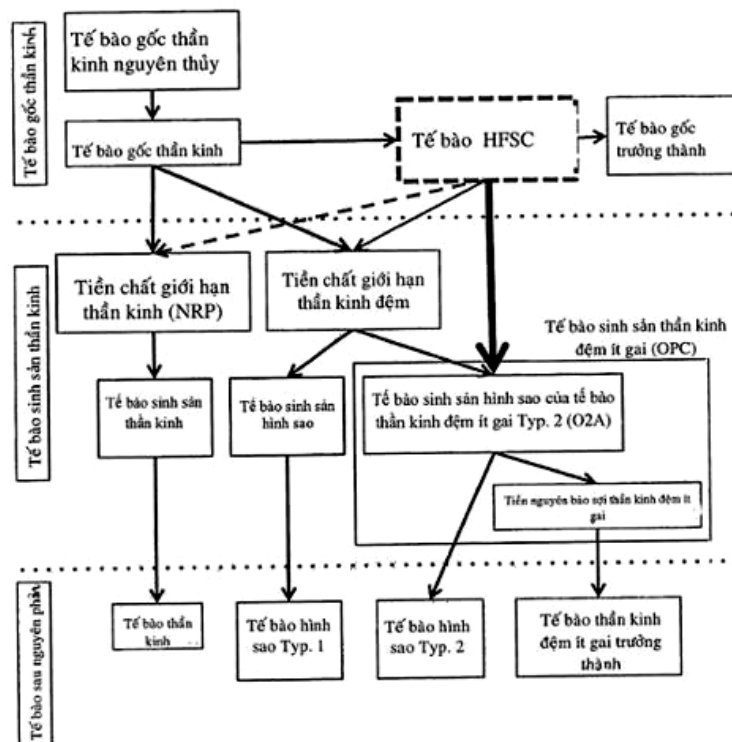 Tế bào gốc thần kinh
Tế bào gốc thần
kinh nguyên thủy
Tế bào gốc thần kinh
Tế bào HFSC
Tế bào gốc
trưởng thành
Tế bào sinh sản thần kinh
Tiền chất giới hạn
thần kinh (NRP)
Tiền chất giới hạn
thần kinh đệm
Tế bào sinh sản thần kinh
đệm ít gai (OPC)
Tế bào sinh sản
thần kinh
Tế bào sinh sản
hình sao
Tế bào sinh sản hình sao của tế bào
thần kinh đệm ít gai Typ. 2 (O2A)
Tiền nguyên bào sợi thần kinh đệm ít
gai
Tế bào sau nguyên phân
Tế bào thần
kinh
Tế bào hình
sao Typ. 1
Tế bào hình
sao Typ. 2
Tế bào thần kinh
đệm ít gai trưởng
thành